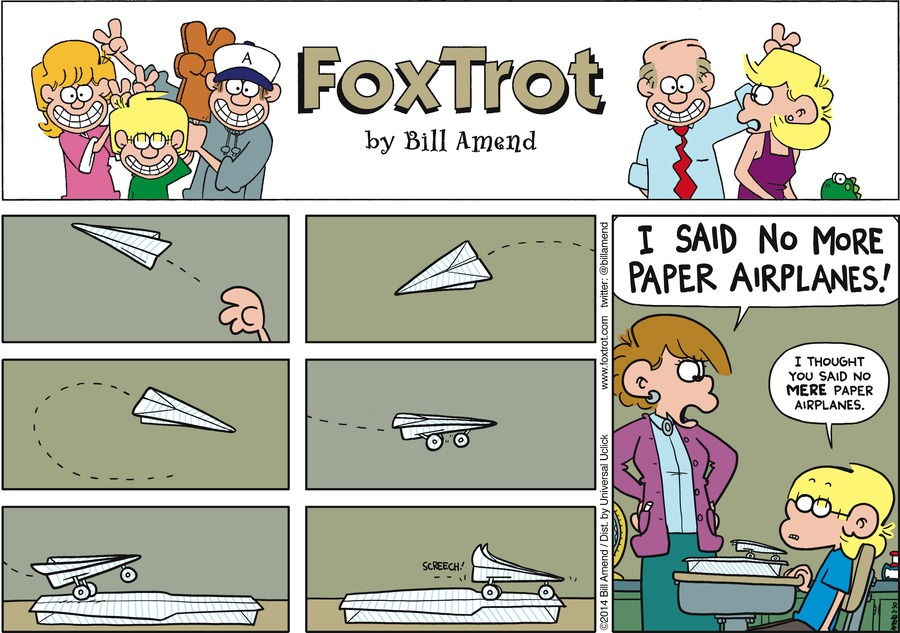 A
FOXTROT
by Bill Amend
SCREECH!
www.foxtrot.com twitter: @billamend
©2014 Bill Amend / Dist. by Universal Uclick
I SAID NO MORE
PAPER AIRPLANES!
I THOUGHT
YOU SAID NO
MERE PAPER
AIRPLANES.